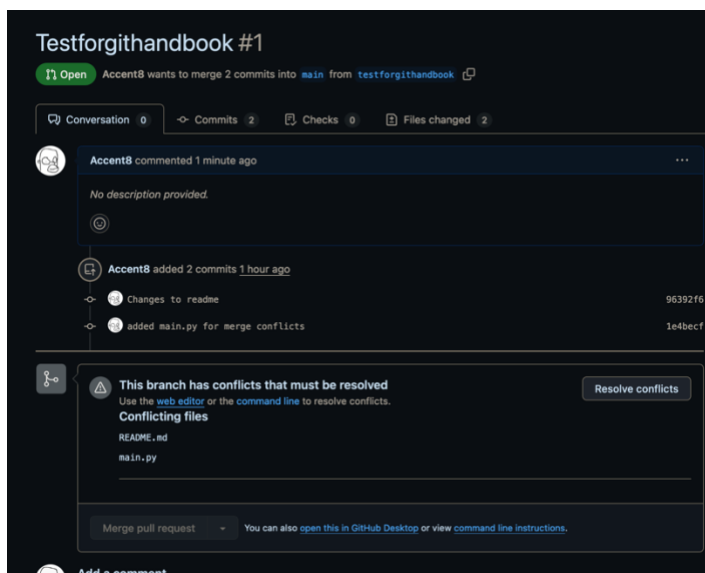 Testforgithandbook #1
Open Accent8 wants to merge 2 commits into main from testforgithandbook
Conversation 0 Commits 2 Checks 0 Files changed 2
Accent8 commented 1 minute ago
No description provided.
Accent8 added 2 commits 1 hour ago
Changes to readme 96392f6
added main.py for merge conflicts 1e4becf
This branch has conflicts that must be resolved
Use the web editor or the command line to resolve conflicts.
Resolve conflicts
Conflicting files
README.md
main.py
Merge pull request You can also open this in GitHub Desktop or view command line instructions.
Add a comment